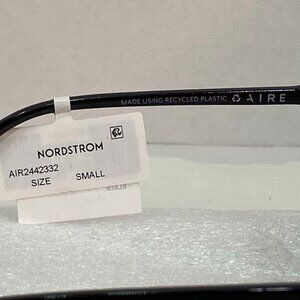 MADE USING RECYCLED PLASTIC AIRE
NORDSTROM
AIR2442332
SIZE SMALL